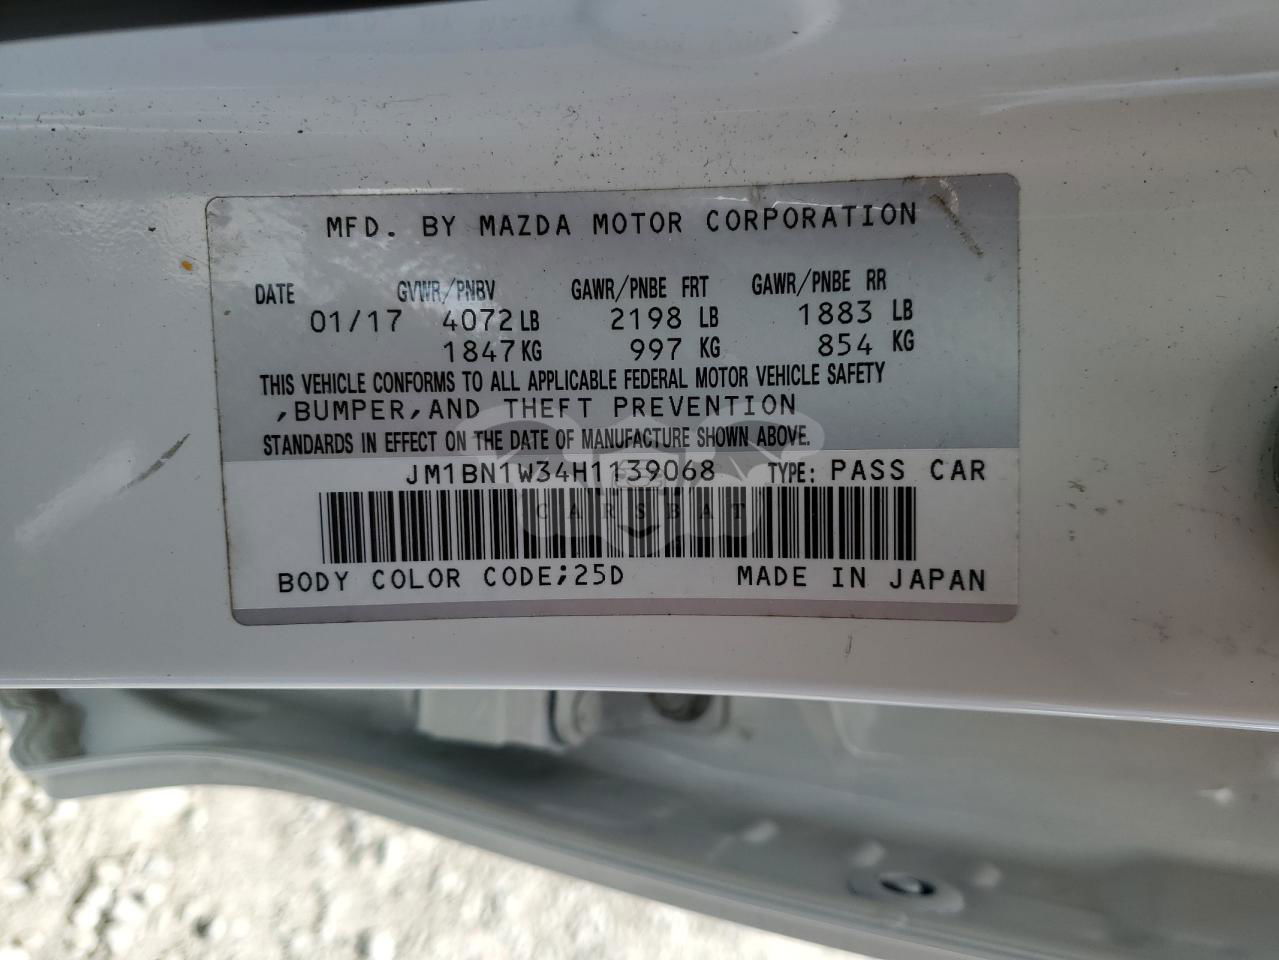 MFD. BY MAZDA MOTOR CORPORATION
DATE GVWR/PNBV GAWR/PNBE FRT GAWR/PNBE RR
01/17 4072 LB 2198 LB 1883 LB
1847 KG 997 KG 854 KG
THIS VEHICLE CONFORMS TO ALL APPLICABLE FEDERAL MOTOR VEHICLE SAFETY
,BUMPER,AND THEFT PREVENTION
STANDARDS IN EFFECT ON THE DATE OF MANUFACTURE SHOWN ABOVE.
JM1BN1W34H1139068 TYPE: PASS CAR
CARSBAT
BODY COLOR CODE;25D MADE IN JAPAN